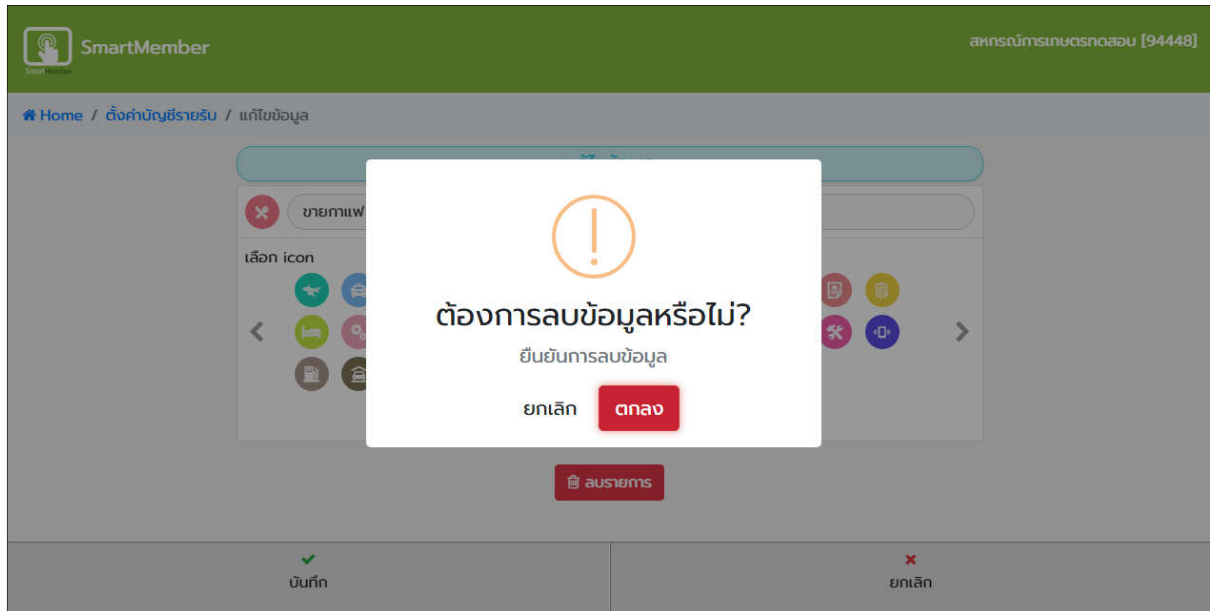 SmartMember
สหกรณ์การเกษตรทดสอบ [94448]
SmartMember
Home / ตั้งค่าบัญชีรายรับ / แก้ไขข้อมูล
ขายกาแฟ
เลือก icon
ต้องการลบข้อมูลหรือไม่?
ยืนยันการลบข้อมูล
ยกเลิก
ตกลง
ลบรายการ
บันทึก
ยกเลิก